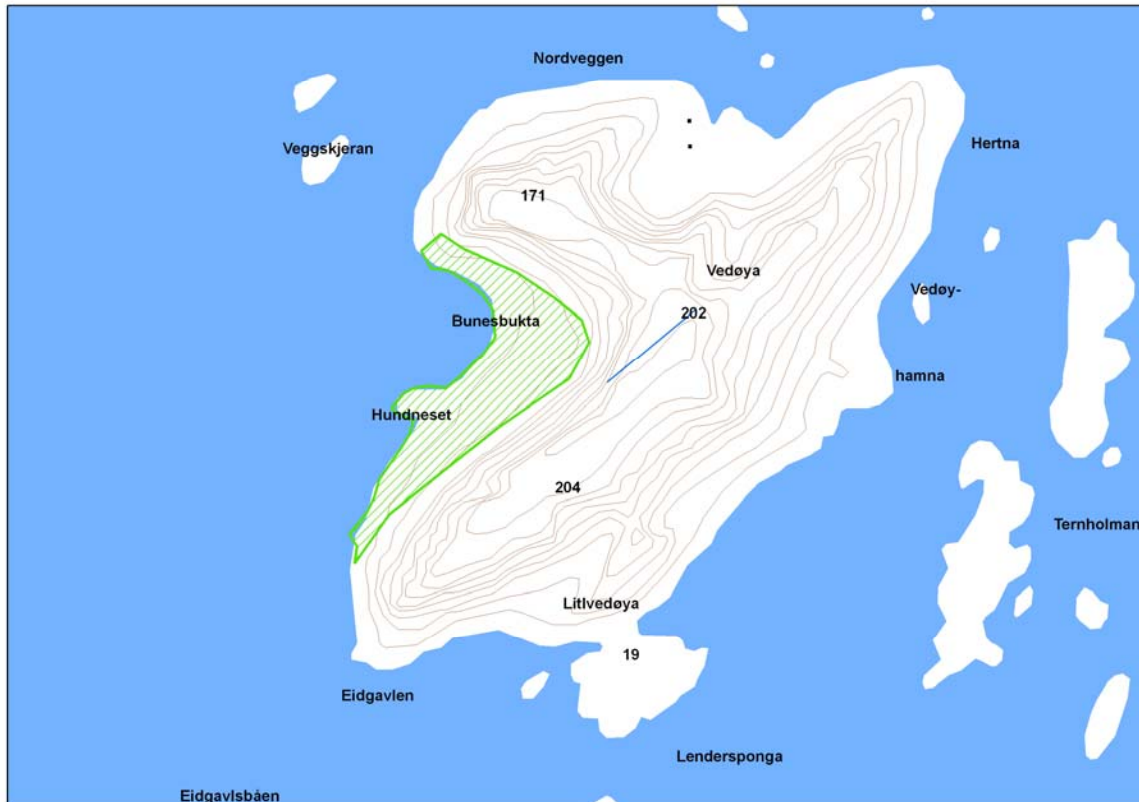 Nordveggen
Hertna
Veggskjeran
171
Vedøya
Vedøy-
202
Bunesbukta
hamna
Hundneset
204
Ternholman
Litlvedøya
19
Eidgavlen
Lendersponga
Eidgavlsbåen